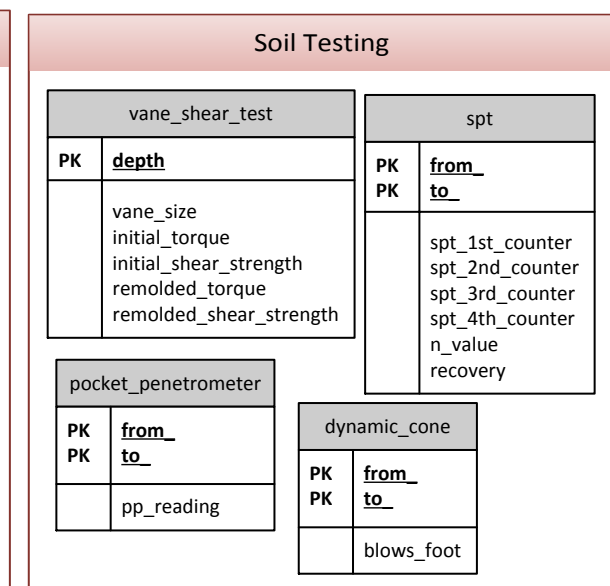 Soil Testing
vane_shear_test
PK depth
vane_size
initial_torque
initial_shear_strength
remolded_torque
remolded_shear_strength
spt
PK from_
PK to_
spt_1st_counter
spt_2nd_counter
spt_3rd_counter
spt_4th_counter
n_value
recovery
pocket_penetrometer
PK from_
PK to_
pp_reading
dynamic_cone
PK from_
PK to_
blows_foot